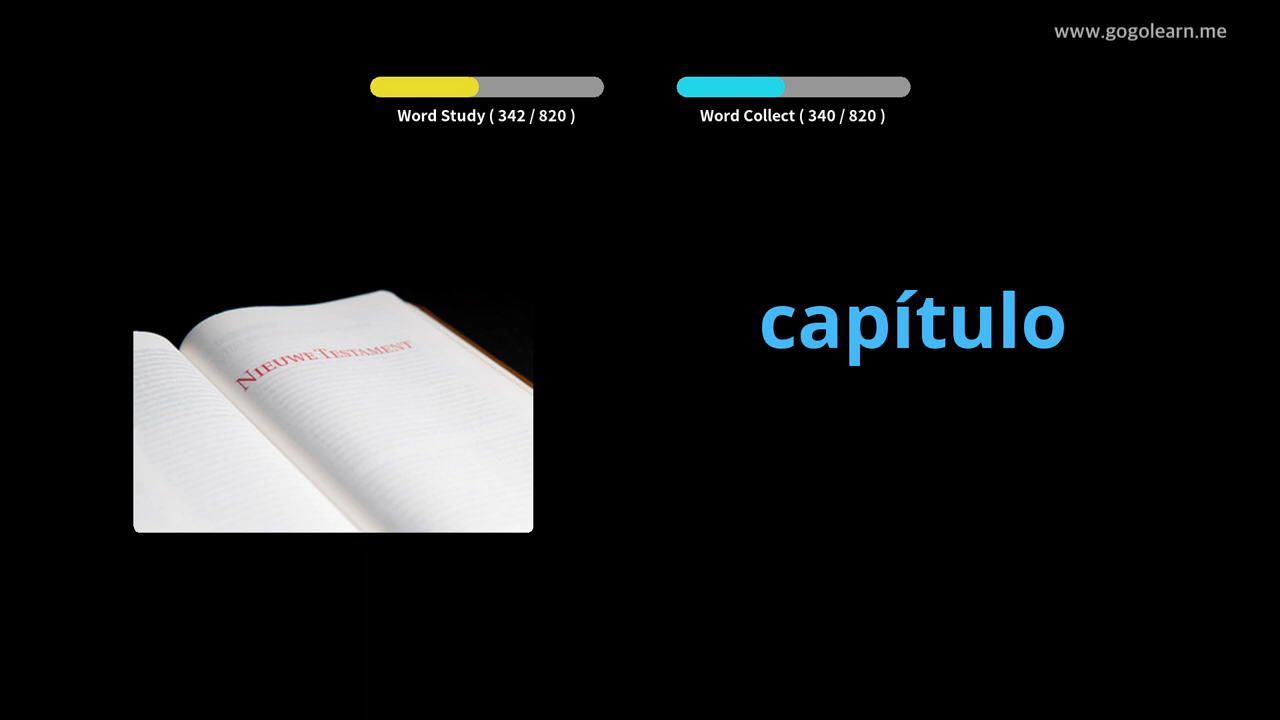 www.gogolearn.me
Word Study ( 342 / 820 )
Word Collect ( 340 / 820 )
NIEUWE TESTAMENT
capítulo